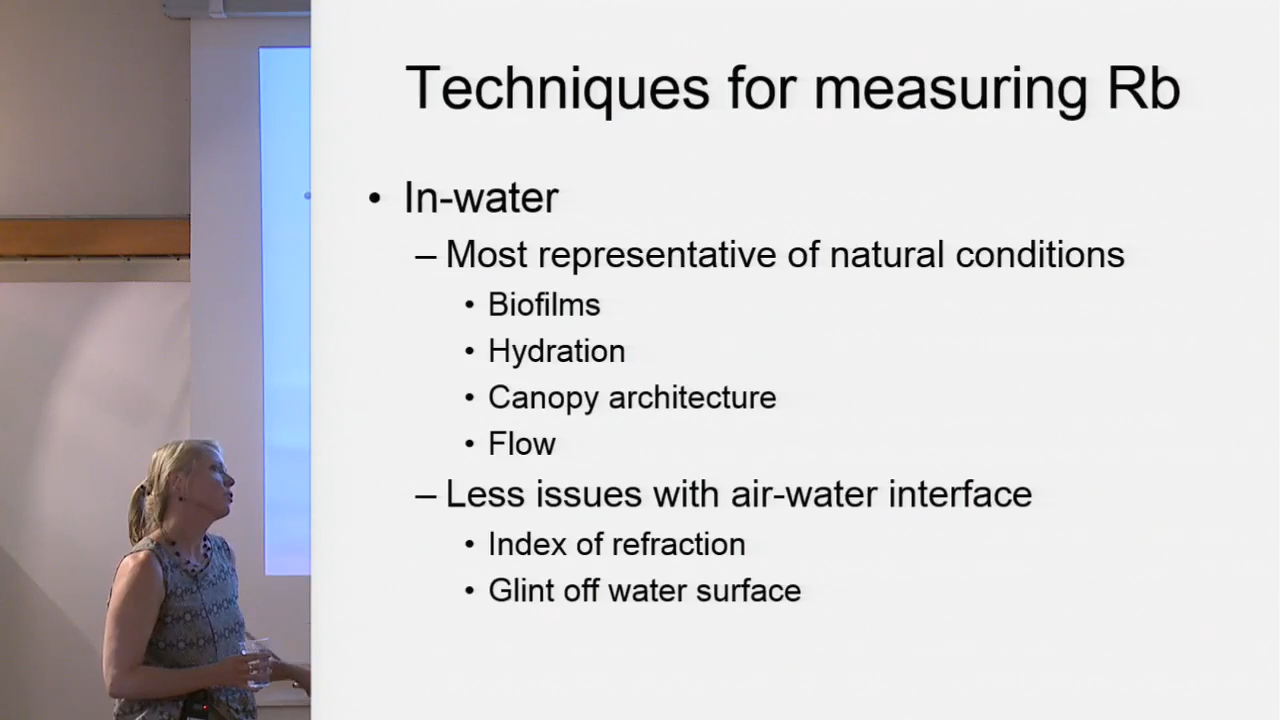 Techniques for measuring Rb
• In-water
– Most representative of natural conditions
• Biofilms
• Hydration
• Canopy architecture
• Flow
– Less issues with air-water interface
• Index of refraction
• Glint off water surface